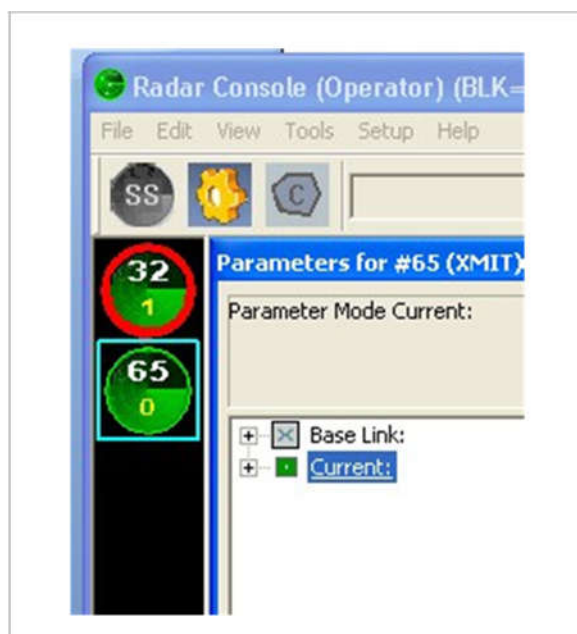 Radar Console (Operator) (BLK=
File Edit View Tools Setup Help
SS C
32
1
65
0
Parameters for #65 (XMIT)
Parameter Mode Current:
Base Link:
Current: